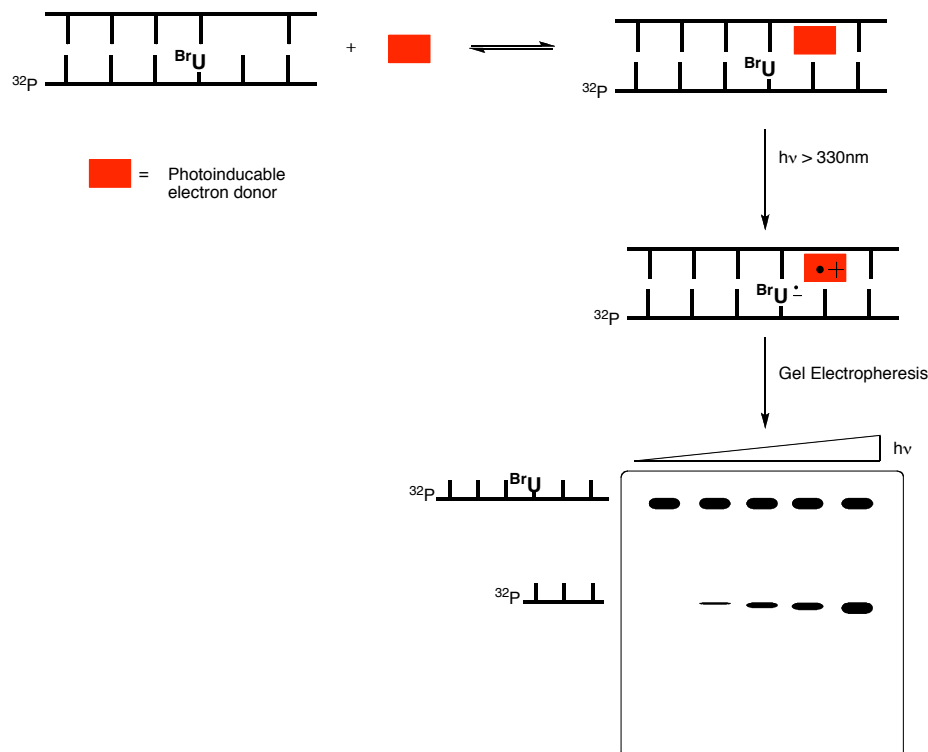 BrU
+
32P
BrU
32P
= Photoinducable
electron donor
hν > 330nm
•+
BrU•−
32P
Gel Electropheresis
hν
32P BrU
32P